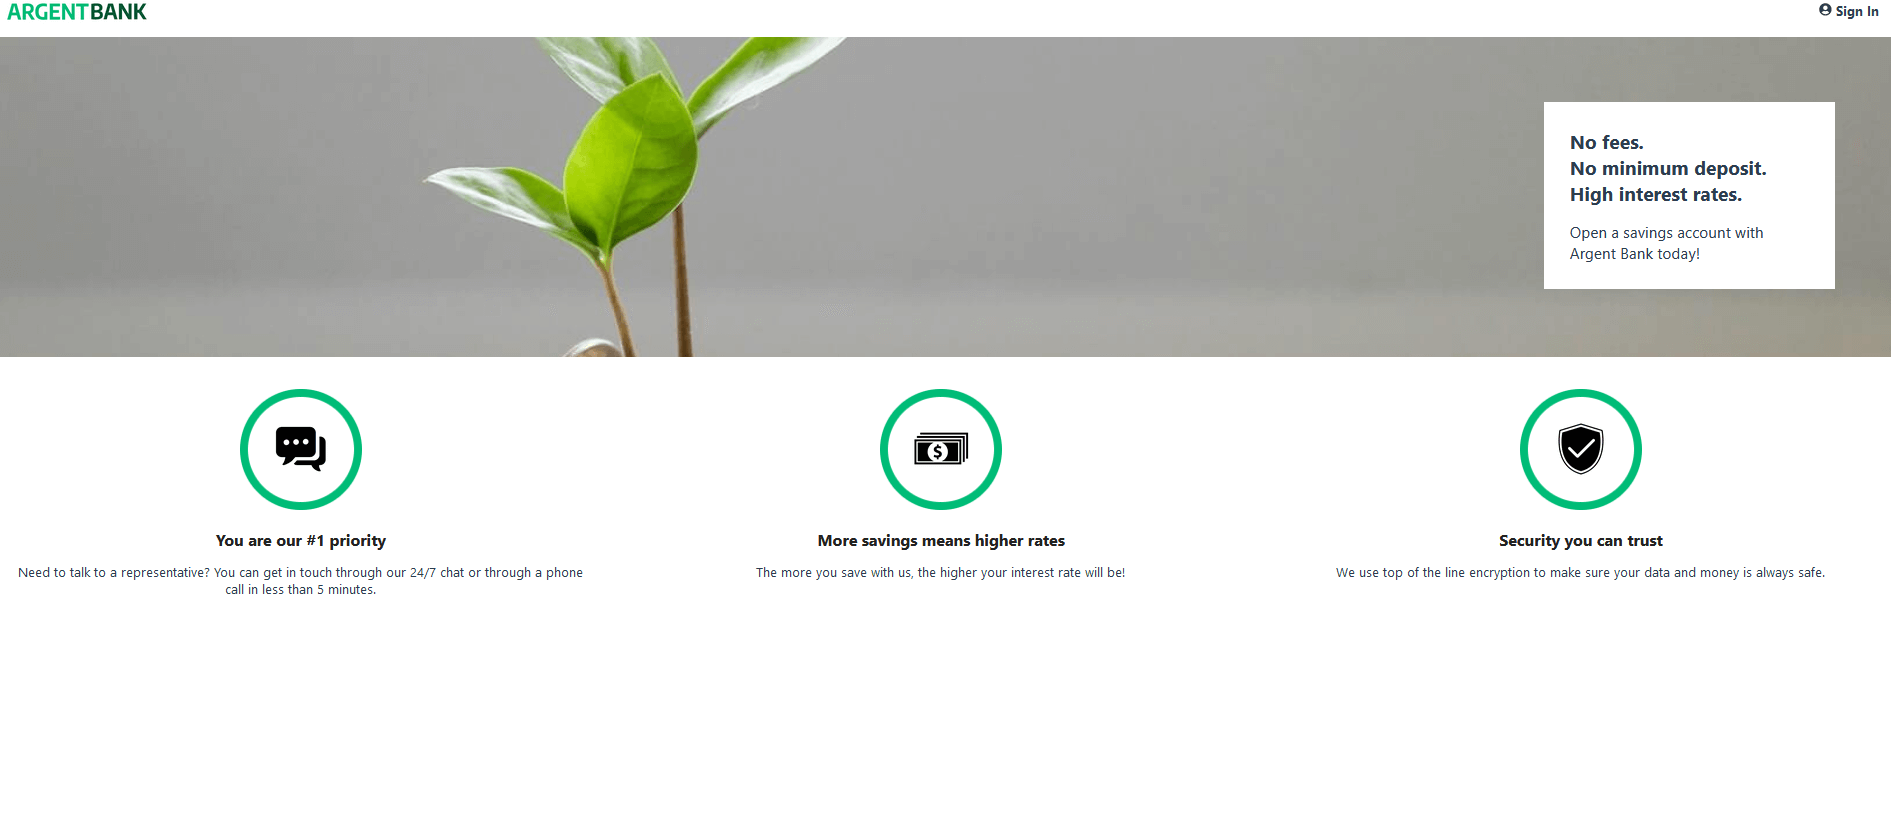 ARGENTBANK
Sign In
No fees.
No minimum deposit.
High interest rates.
Open a savings account with
Argent Bank today!
$
You are our #1 priority
Need to talk to a representative? You can get in touch through our 24/7 chat or through a phone
call in less than 5 minutes.
More savings means higher rates
The more you save with us, the higher your interest rate will be!
Security you can trust
We use top of the line encryption to make sure your data and money is always safe.